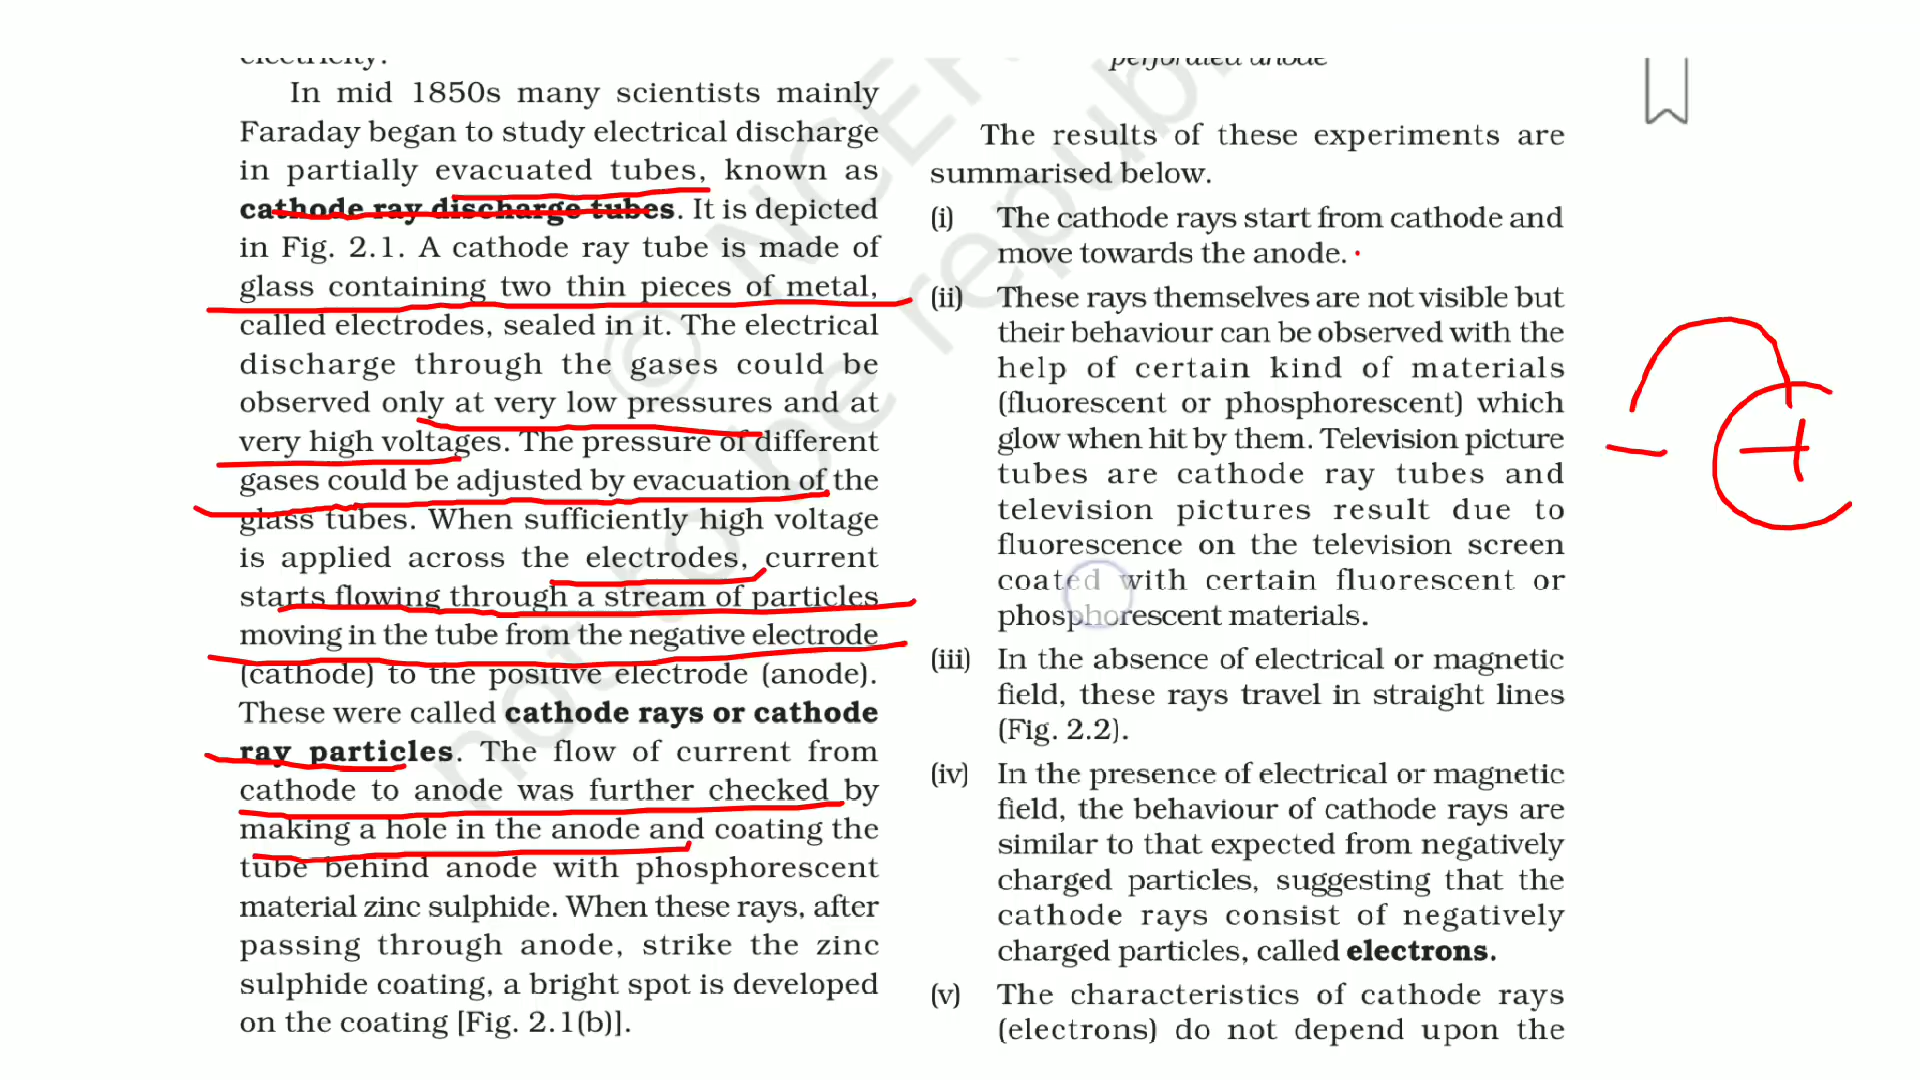 electricity.
In mid 1850s many scientists mainly
Faraday began to study electrical discharge
in partially evacuated tubes, known as
cathode ray discharge tubes. It is depicted
in Fig. 2.1. A cathode ray tube is made of
glass containing two thin pieces of metal,
called electrodes, sealed in it. The electrical
discharge through the gases could be
observed only at very low pressures and at
very high voltages. The pressure of different
gases could be adjusted by evacuation of the
glass tubes. When sufficiently high voltage
is applied across the electrodes, current
starts flowing through a stream of particles
moving in the tube from the negative electrode
(cathode) to the positive electrode (anode).
These were called cathode rays or cathode
ray particles. The flow of current from
cathode to anode was further checked by
making a hole in the anode and coating the
tube behind anode with phosphorescent
material zinc sulphide. When these rays, after
passing through anode, strike the zinc
sulphide coating, a bright spot is developed
on the coating [Fig. 2.1(b)].
perforated anode
The results of these experiments are
summarised below.
(i) The cathode rays start from cathode and
move towards the anode.
(ii) These rays themselves are not visible but
their behaviour can be observed with the
help of certain kind of materials
(fluorescent or phosphorescent) which
glow when hit by them. Television picture
tubes are cathode ray tubes and
television pictures result due to
fluorescence on the television screen
coated with certain fluorescent or
phosphorescent materials.
(iii) In the absence of electrical or magnetic
field, these rays travel in straight lines
(Fig. 2.2).
(iv) In the presence of electrical or magnetic
field, the behaviour of cathode rays are
similar to that expected from negatively
charged particles, suggesting that the
cathode rays consist of negatively
charged particles, called electrons.
(v) The characteristics of cathode rays
(electrons) do not depend upon the
- +
© NCE
not to be republi